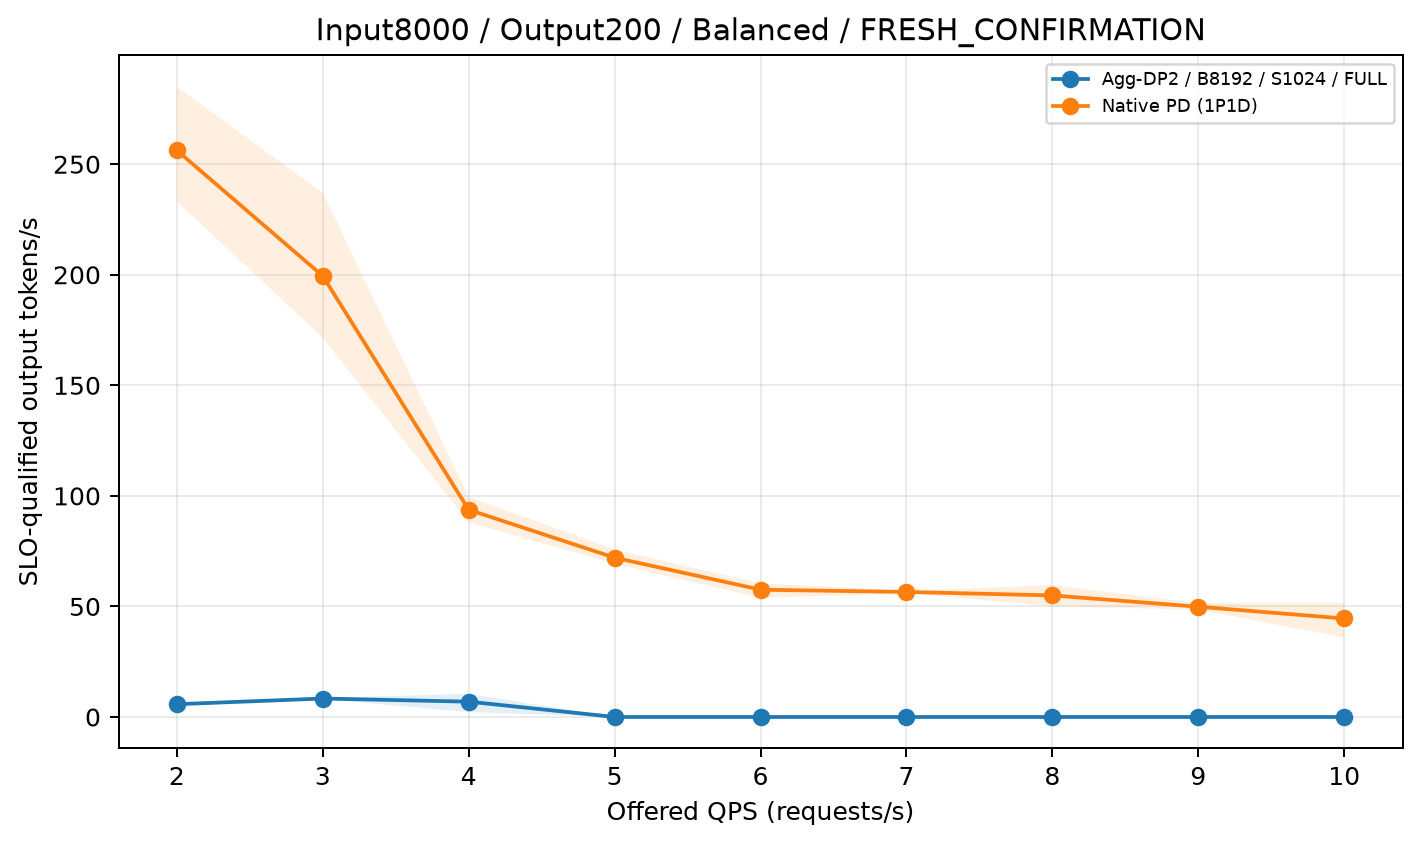 Input8000 / Output200 / Balanced / FRESH_CONFIRMATION
Agg-DP2 / B8192 / S1024 / FULL
Native PD (1P1D)
SLO-qualified output tokens/s
250
200
150
100
50
0
2 3 4 5 6 7 8 9 10
Offered QPS (requests/s)